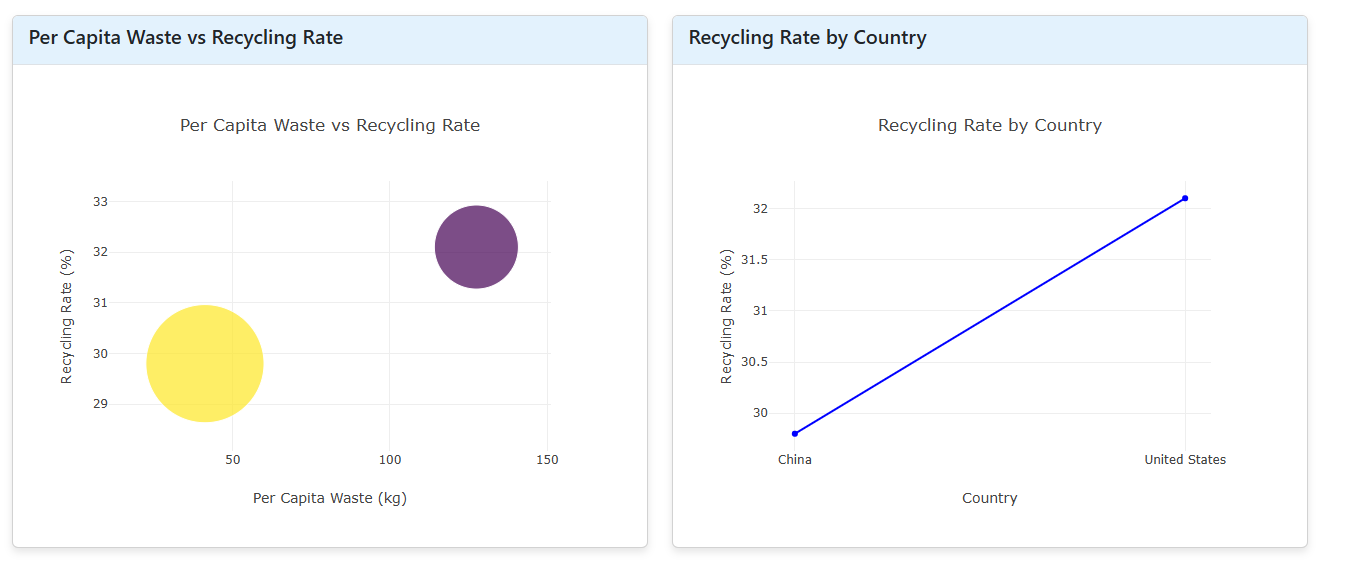 Per Capita Waste vs Recycling Rate
Per Capita Waste vs Recycling Rate
Recycling Rate (%)
33
32
31
30
29
50 100 150
Per Capita Waste (kg)
Recycling Rate by Country
Recycling Rate by Country
Recycling Rate (%)
32
31.5
31
30.5
30
China United States
Country